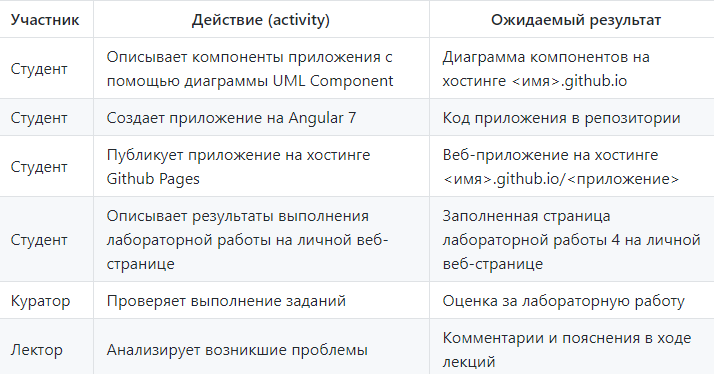 Участник Действие (activity) Ожидаемый результат
Студент Описывает компоненты приложения с Диаграмма компонентов на
помощью диаграммы UML Component хостинге <имя>.github.io
Студент Создает приложение на Angular 7 Код приложения в репозитории
Студент Публикует приложение на хостинге Веб-приложение на хостинге
Github Pages <имя>.github.io/<приложение>
Студент Описывает результаты выполнения Заполненная страница
лабораторной работы на личной веб- лабораторной работы 4 на личной
странице веб-странице
Куратор Проверяет выполнение заданий Оценка за лабораторную работу
Лектор Анализирует возникшие проблемы Комментарии и пояснения в ходе
лекций